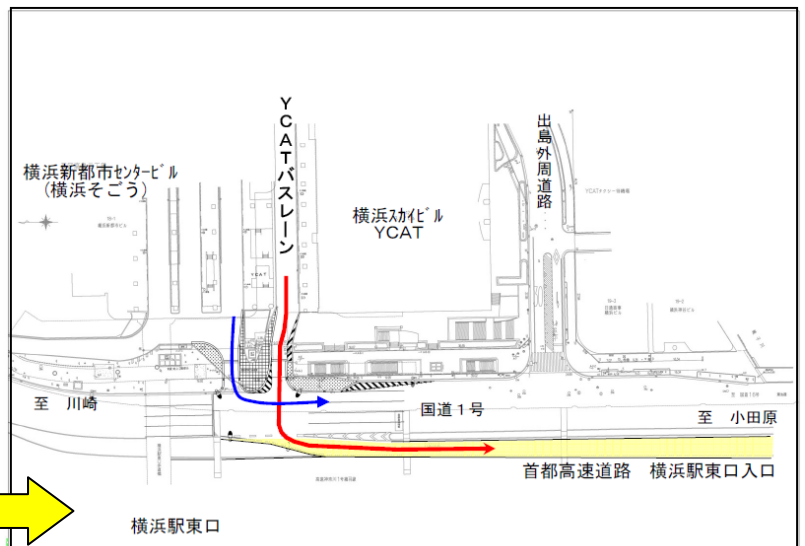 YCATバスレーン
出島外周道路
横浜新都市ｾﾝﾀｰﾋﾞﾙ
(横浜そごう)
横浜ｽｶｲﾋﾞﾙ
YCAT
YCAT
至 川崎
国道１号
至 小田原
首都高速道路 横浜駅東口入口
横浜駅東口